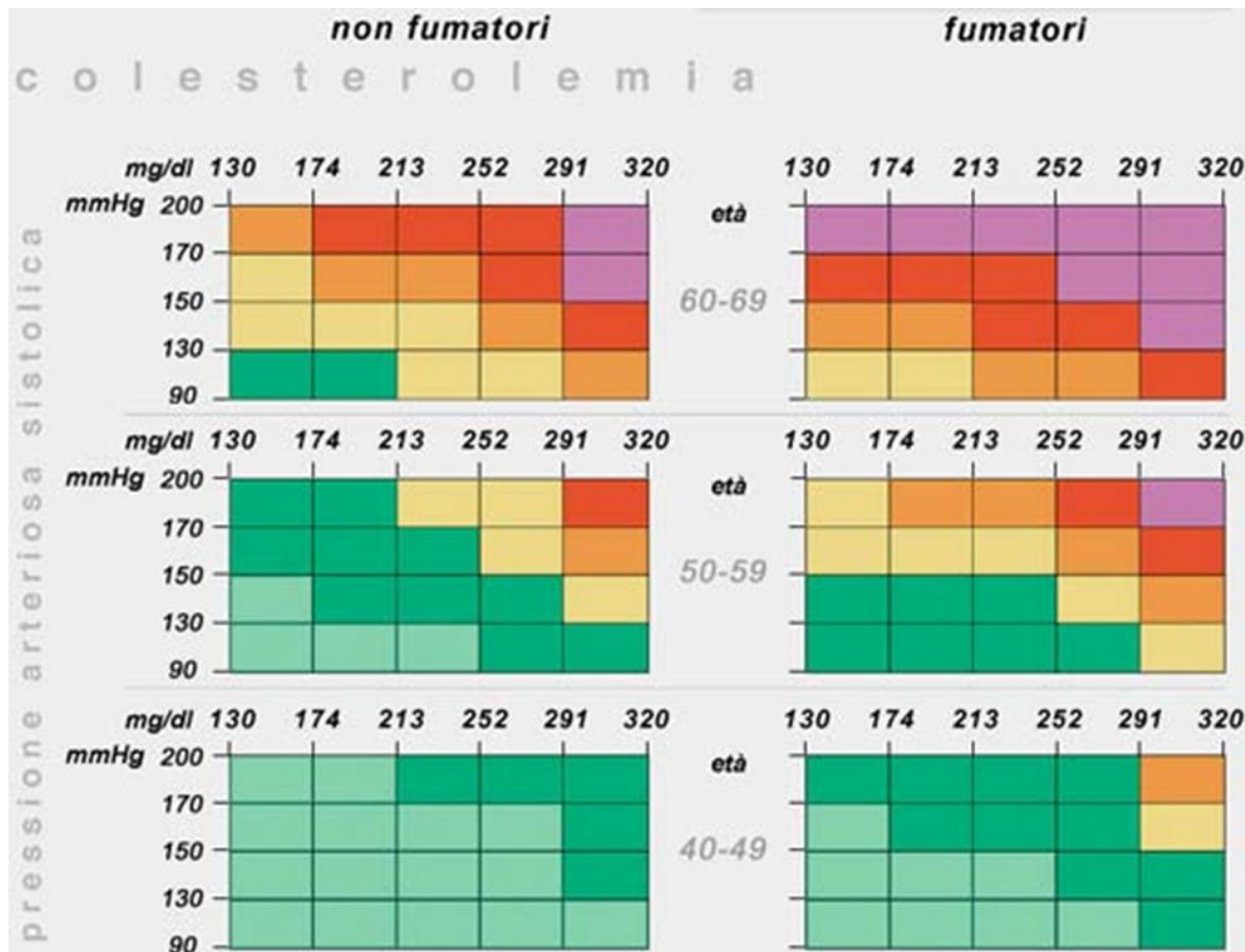 non fumatori fumatori
colesterolemia
mg/dl 130 174 213 252 291 320 130 174 213 252 291 320
mmHg 200 età
170
150 60-69
130
90
mg/dl 130 174 213 252 291 320 130 174 213 252 291 320
mmHg 200 età
170
150 50-59
130
90
mg/dl 130 174 213 252 291 320 130 174 213 252 291 320
mmHg 200 età
170
150 40-49
130
90
pressione arteriosa sistolica